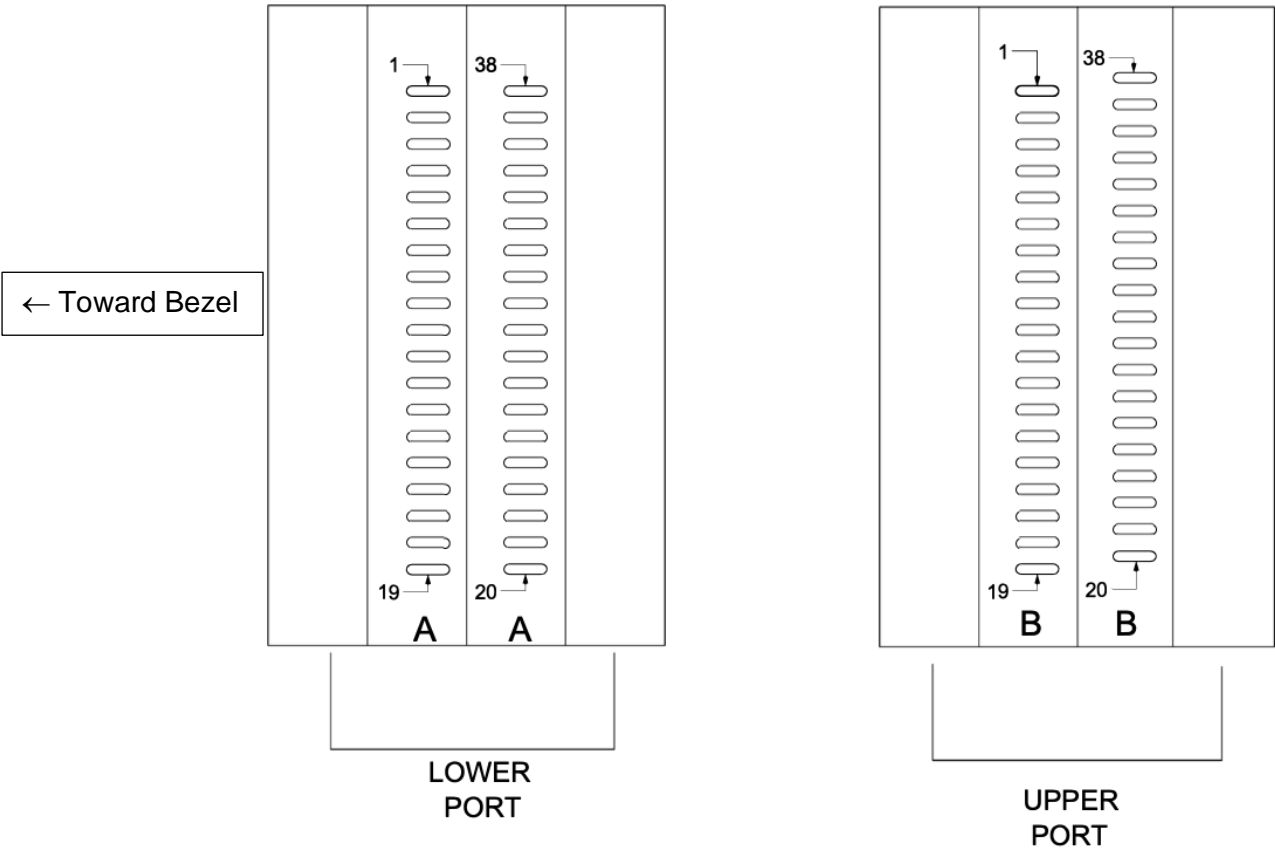 1 38
← Toward Bezel
19 20
A A
LOWER
PORT
1 38
19 20
B B
UPPER
PORT